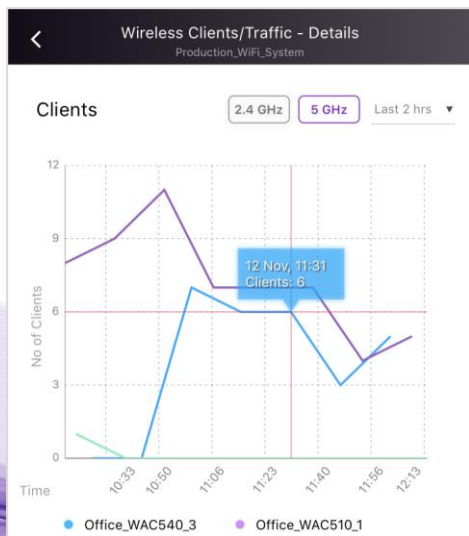 Wireless Clients/Traffic - Details
Production_WiFi_System
Clients
2.4 GHz
5 GHz
Last 2 hrs
12
9
6
3
0
No of Clients
12 Nov, 11:31
Clients: 6
Time
10:33
10:50
11:06
11:23
11:40
11:56
12:13
Office_WAC540_3
Office_WAC510_1